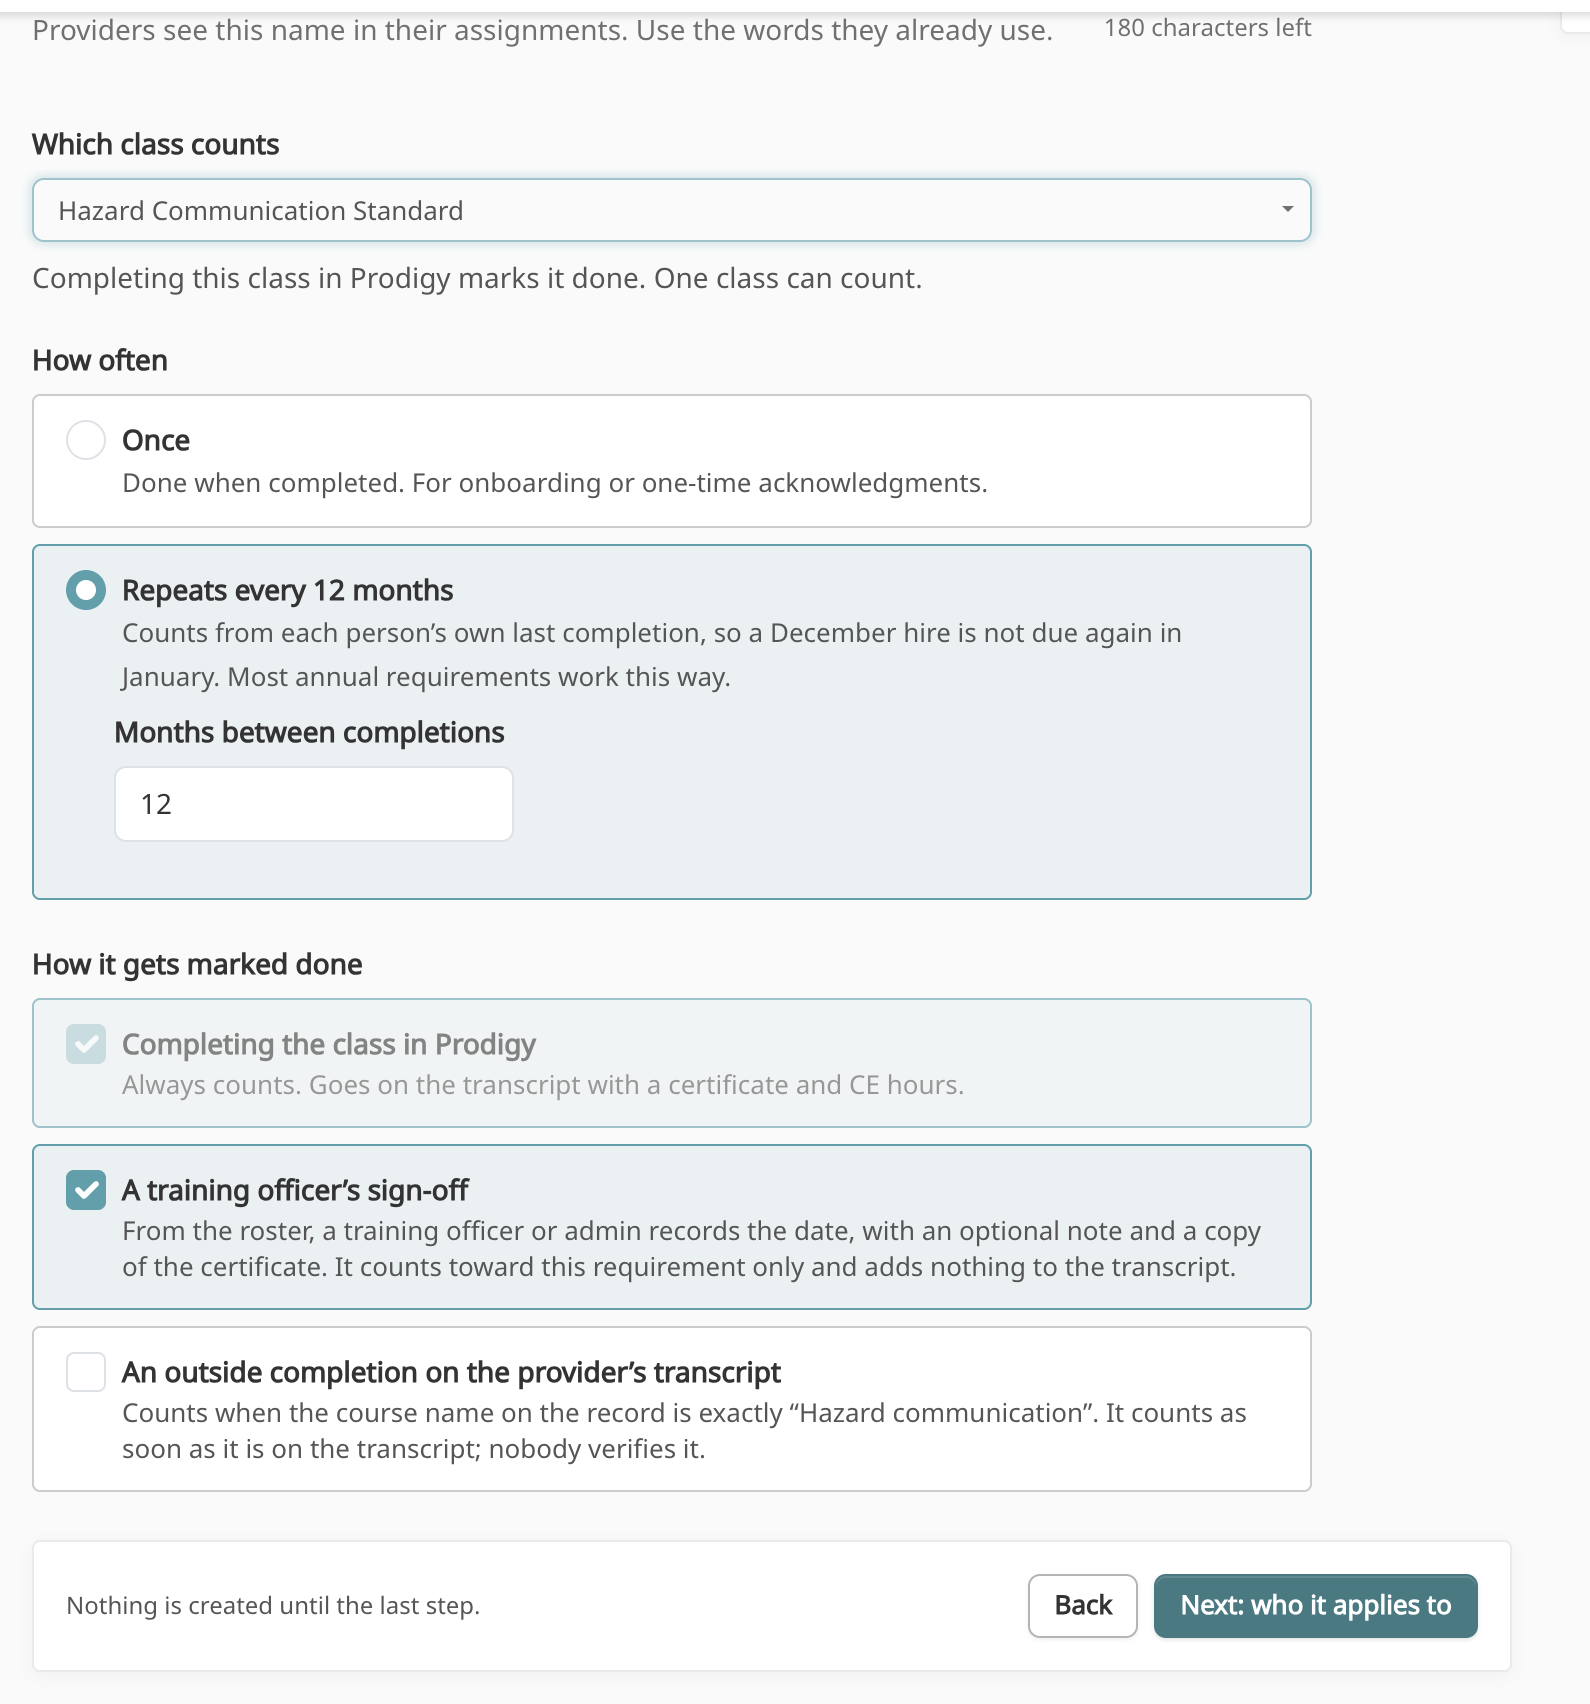 Providers see this name in their assignments. Use the words they already use.
180 characters left
Which class counts
Hazard Communication Standard
Completing this class in Prodigy marks it done. One class can count.
How often
Once
Done when completed. For onboarding or one-time acknowledgments.
Repeats every 12 months
Counts from each person’s own last completion, so a December hire is not due again in
January. Most annual requirements work this way.
Months between completions
12
How it gets marked done
Completing the class in Prodigy
Always counts. Goes on the transcript with a certificate and CE hours.
A training officer’s sign-off
From the roster, a training officer or admin records the date, with an optional note and a copy
of the certificate. It counts toward this requirement only and adds nothing to the transcript.
An outside completion on the provider’s transcript
Counts when the course name on the record is exactly “Hazard communication”. It counts as
soon as it is on the transcript; nobody verifies it.
Nothing is created until the last step.
Back
Next: who it applies to